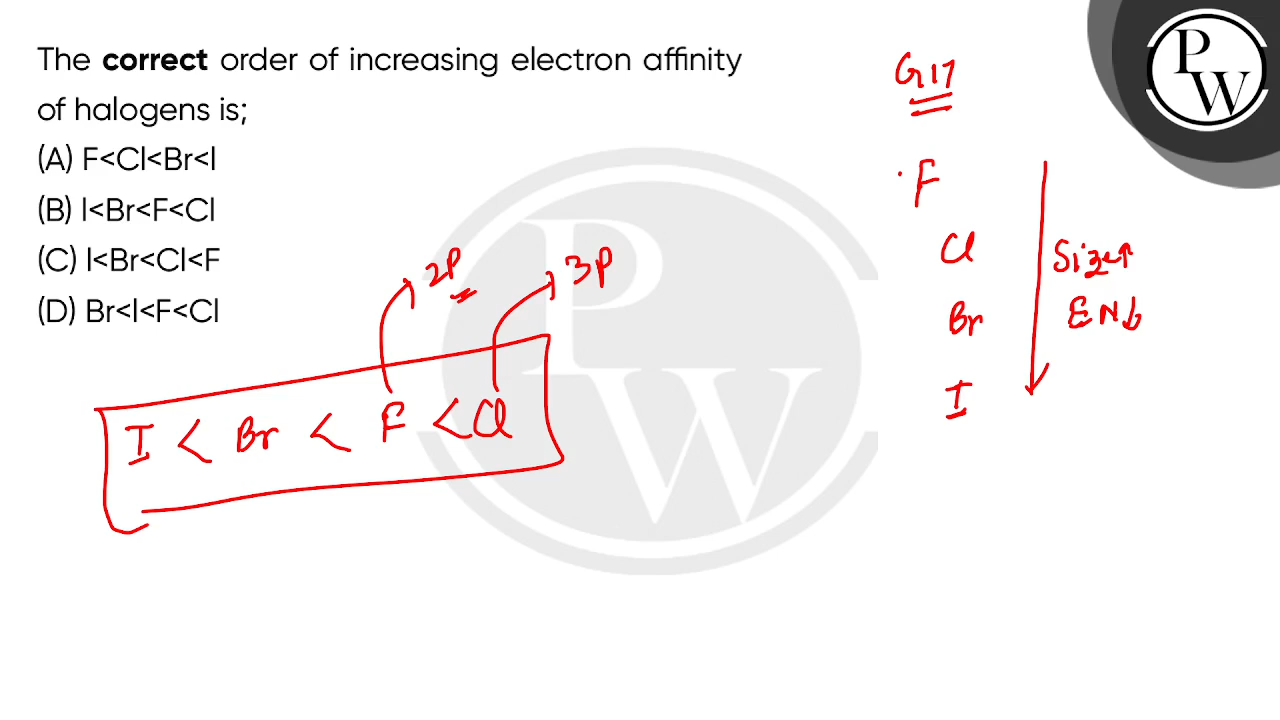 The correct order of increasing electron affinity
of halogens is;
(A) F<Cl<Br<l
(B) l<Br<F<Cl
(C) l<Br<Cl<F
(D) Br<l<F<Cl
2p
3p
I < Br < F < Cl
G17
F
Cl
Br
I
Size↑
EN↓
P
W
P
W